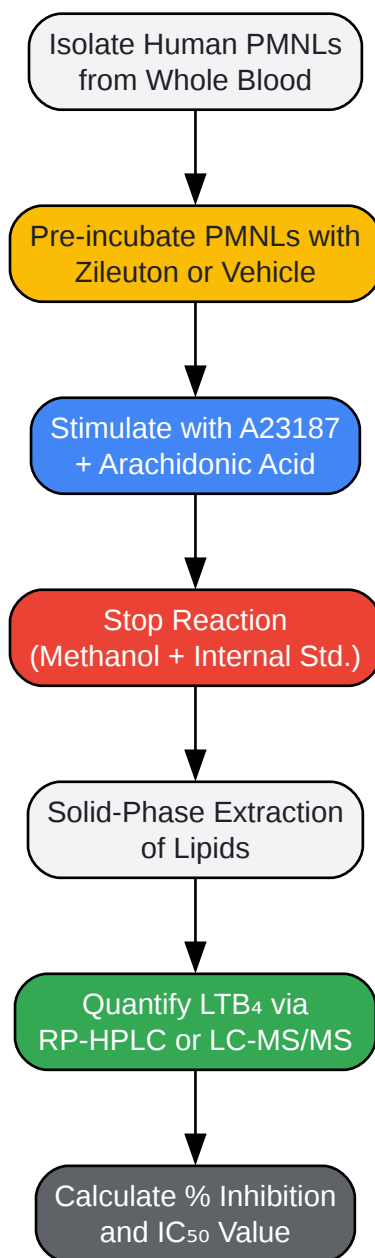 Isolate Human PMNLs
from Whole Blood
Pre-incubate PMNLs with
Zileuton or Vehicle
Stimulate with A23187
+ Arachidonic Acid
Stop Reaction
(Methanol + Internal Std.)
Solid-Phase Extraction
of Lipids
Quantify LTB₄ via
RP-HPLC or LC-MS/MS
Calculate % Inhibition
and IC₅₀ Value